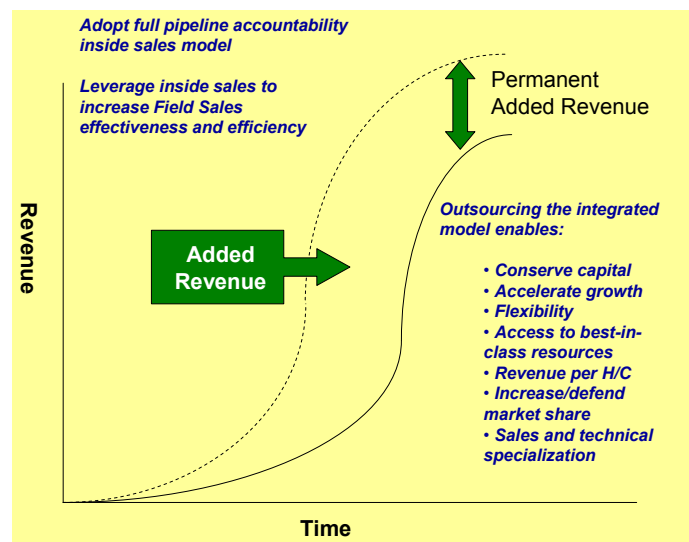 Adopt full pipeline accountability
inside sales model
Leverage inside sales to
increase Field Sales
effectiveness and efficiency
Permanent
Added Revenue
Revenue
Added
Revenue
Outsourcing the integrated
model enables:
• Conserve capital
• Accelerate growth
• Flexibility
• Access to best-in-
class resources
• Revenue per H/C
• Increase/defend
market share
• Sales and technical
specialization
Time